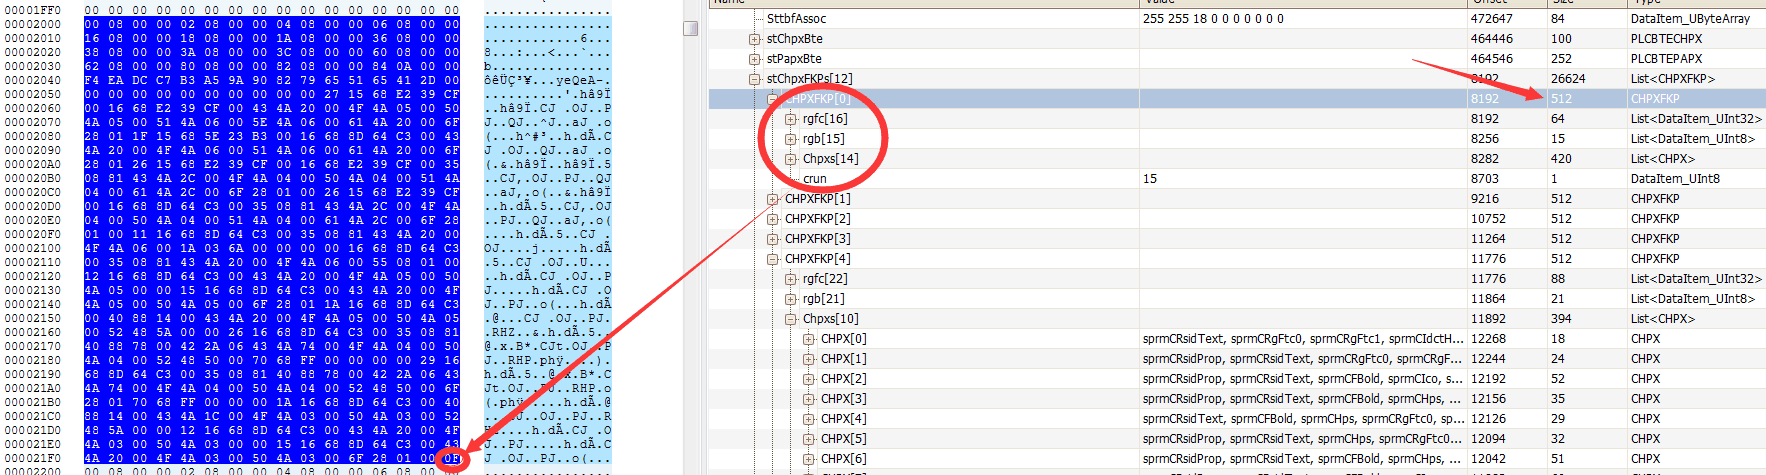 00001FF0 00 00 00 00 00 00 00 00 00 00 00 00 00 00 00 00 ................
00002000 00 08 00 00 02 08 00 00 04 08 00 00 06 08 00 00 ................
00002010 16 08 00 00 18 08 00 00 1A 08 00 00 36 08 00 00 ............6...
00002020 38 08 00 00 3A 08 00 00 3C 08 00 00 60 08 00 00 8...:...<...`...
00002030 62 08 00 00 80 08 00 00 82 08 00 00 84 0A 00 00 b...............
00002040 F4 EA DC C7 B3 A5 9A 90 82 79 65 51 65 41 2D 00 ôêÜÇ³¥...yeQeA-.
00002050 00 00 00 00 00 00 00 00 00 00 27 15 68 E2 39 CF ..........'.hâ9Ï
00002060 00 16 68 E2 39 CF 00 43 4A 20 00 4F 4A 05 00 50 ..hâ9Ï.CJ .OJ..P
00002070 4A 05 00 51 4A 06 00 5E 4A 06 00 61 4A 20 00 6F J..QJ..^J..aJ .o
00002080 28 01 1F 15 68 5E 23 B3 00 16 68 8D 64 C3 00 43 (...h^#³..h.dÃ.C
00002090 4A 20 00 4F 4A 06 00 51 4A 06 00 61 4A 20 00 6F J .OJ..QJ..aJ .o
000020A0 28 01 26 15 68 E2 39 CF 00 16 68 E2 39 CF 00 35 (.&.hâ9Ï..hâ9Ï.5
000020B0 08 81 43 4A 2C 00 4F 4A 04 00 50 4A 04 00 51 4A ..CJ,.OJ..PJ..QJ
000020C0 04 00 61 4A 2C 00 6F 28 01 00 26 15 68 E2 39 CF ..aJ,.o(..&.hâ9Ï
000020D0 00 16 68 8D 64 C3 00 35 08 81 43 4A 2C 00 4F 4A ..h.dÃ.5..CJ,.OJ
000020E0 04 00 50 4A 04 00 51 4A 04 00 61 4A 2C 00 6F 28 ..PJ..QJ..aJ,.o(
000020F0 01 00 11 16 68 8D 64 C3 00 35 08 81 43 4A 20 00 ....h.dÃ.5..CJ .
00002100 4F 4A 06 00 1A 03 6A 00 00 00 00 16 68 8D 64 C3 OJ....j.....h.dÃ
00002110 00 35 08 81 43 4A 20 00 4F 4A 06 00 55 08 01 00 .5..CJ .OJ..U...
00002120 12 16 68 8D 64 C3 00 43 4A 20 00 4F 4A 05 00 50 ..h.dÃ.CJ .OJ..P
00002130 4A 05 00 00 15 16 68 8D 64 C3 00 43 4A 20 00 4F J.....h.dÃ.CJ .O
00002140 4A 05 00 50 4A 05 00 6F 28 01 1A 16 68 8D 64 C3 J..PJ..o(...h.dÃ
00002150 00 40 88 14 00 43 4A 20 00 4F 4A 05 00 50 4A 05 .@...CJ .OJ..PJ.
00002160 00 52 48 5A 00 00 26 16 68 8D 64 C3 00 35 08 81 .RHZ..&.h.dÃ.5..
00002170 40 88 78 00 42 2A 06 43 4A 74 00 4F 4A 04 00 50 @.x.B*.CJt.OJ..P
00002180 4A 04 00 52 48 50 00 70 68 FF 00 00 00 00 29 16 J..RHP.phÿ....).
00002190 68 8D 64 C3 00 35 08 81 40 88 78 00 42 2A 06 43 h.dÃ.5..@.x.B*.C
000021A0 4A 74 00 4F 4A 04 00 50 4A 04 00 52 48 50 00 6F Jt.OJ..PJ..RHP.o
000021B0 28 01 70 68 FF 00 00 00 1A 16 68 8D 64 C3 00 40 (.phÿ.....h.dÃ.@
000021C0 88 14 00 43 4A 1C 00 4F 4A 03 00 50 4A 03 00 52 ...CJ..OJ..PJ..R
000021D0 48 5A 00 00 12 16 68 8D 64 C3 00 43 4A 20 00 4F HZ....h.dÃ.CJ .O
000021E0 4A 03 00 50 4A 03 00 00 15 16 68 8D 64 C3 00 43 J..PJ.....h.dÃ.C
000021F0 4A 20 00 4F 4A 03 00 50 4A 03 00 6F 28 01 00 0F J .OJ..PJ..o(...
00002200 00 08 00 00 02 08 00 00 04 08 00 00 06 08 00 00
Name Value Offset Size Type
SttbfAssoc 255 255 18 0 0 0 0 0 0 0 472647 84 DataItem_UByteArray
stChpxBte 464446 100 PLCBTECHPX
stPapxBte 464546 252 PLCBTEPAPX
stChpxFKPs[12] 8192 26624 List<CHPXFKP>
CHPXFKP[0] 8192 512 CHPXFKP
rgfc[16] 8192 64 List<DataItem_UInt32>
rgb[15] 8256 15 List<DataItem_UInt8>
Chpxs[14] 8282 420 List<CHPX>
crun 15 8703 1 DataItem_UInt8
CHPXFKP[1] 9216 512 CHPXFKP
CHPXFKP[2] 10752 512 CHPXFKP
CHPXFKP[3] 11264 512 CHPXFKP
CHPXFKP[4] 11776 512 CHPXFKP
rgfc[22] 11776 88 List<DataItem_UInt32>
rgb[21] 11864 21 List<DataItem_UInt8>
Chpxs[10] 11892 394 List<CHPX>
CHPX[0] sprmCRsidText, sprmCRgFtc0, sprmCRgFtc1, sprmCIdctH... 12268 18 CHPX
CHPX[1] sprmCRsidProp, sprmCRsidText, sprmCRgFtc0, sprmCRgF... 12244 24 CHPX
CHPX[2] sprmCRsidProp, sprmCRsidText, sprmCFBold, sprmCIco, s... 12192 52 CHPX
CHPX[3] sprmCRsidProp, sprmCRsidText, sprmCFBold, sprmCHps, ... 12156 35 CHPX
CHPX[4] sprmCRsidText, sprmCFBold, sprmCHps, sprmCRgFtc0, sp... 12126 29 CHPX
CHPX[5] sprmCRsidProp, sprmCRsidText, sprmCHps, sprmCRgFtc0... 12094 32 CHPX
CHPX[6] sprmCRsidProp, sprmCRsidText, sprmCFBold, sprmCHps, ... 12042 51 CHPX